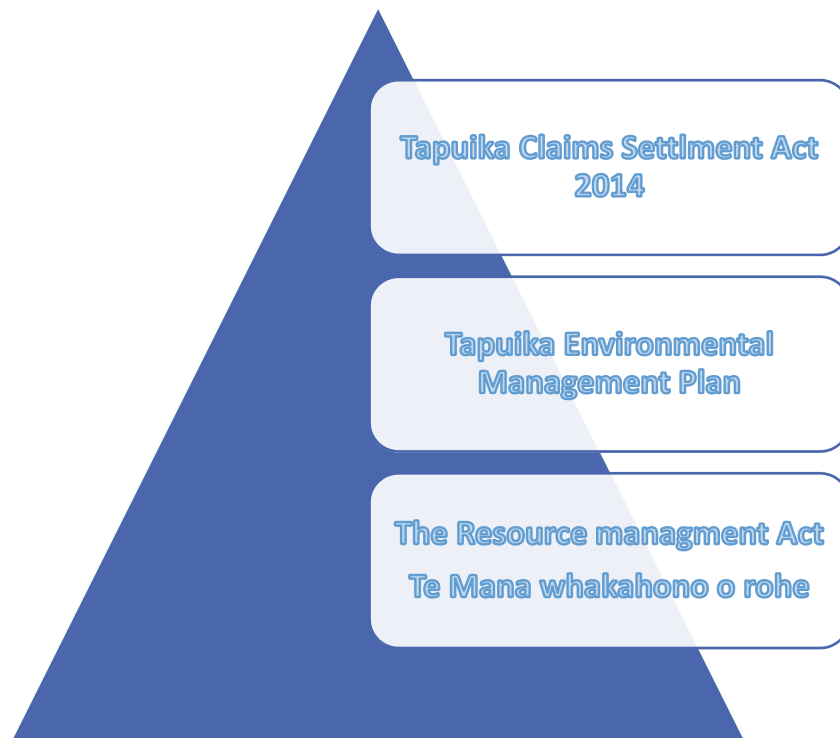 Tapuika Claims Settlment Act
2014
Tapuika Environmental
Management Plan
The Resource managment Act
Te Mana whakahono o rohe